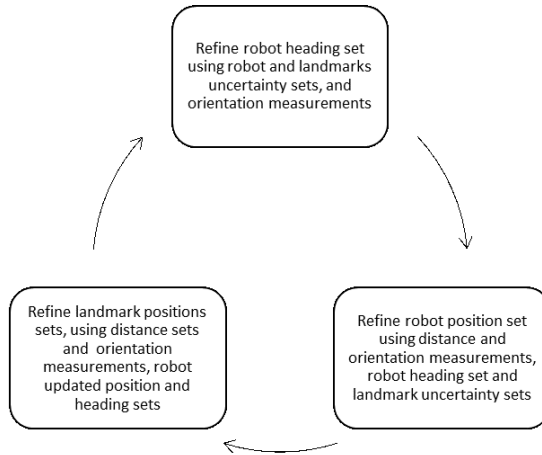 Refine robot heading set
using robot and landmarks
uncertainty sets, and
orientation measurements
Refine landmark positions
sets, using distance sets
and orientation
measurements, robot
updated position and
heading sets
Refine robot position set
using distance and
orientation measurements,
robot heading set and
landmark uncertainty sets